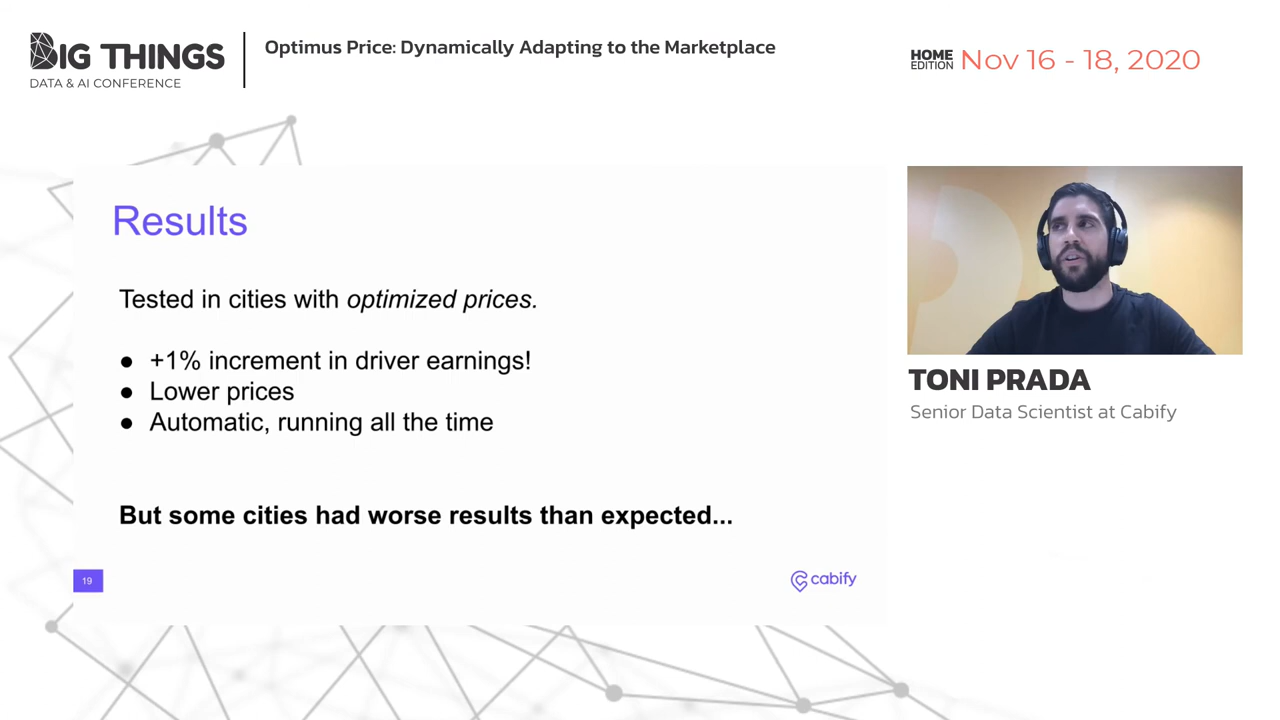 BIG THINGS
DATA & AI CONFERENCE
Optimus Price: Dynamically Adapting to the Marketplace
HOME
EDITION
Nov 16 - 18, 2020
Results
Tested in cities with optimized prices.
● +1% increment in driver earnings!
● Lower prices
● Automatic, running all the time
But some cities had worse results than expected...
19
cabify
TONI PRADA
Senior Data Scientist at Cabify